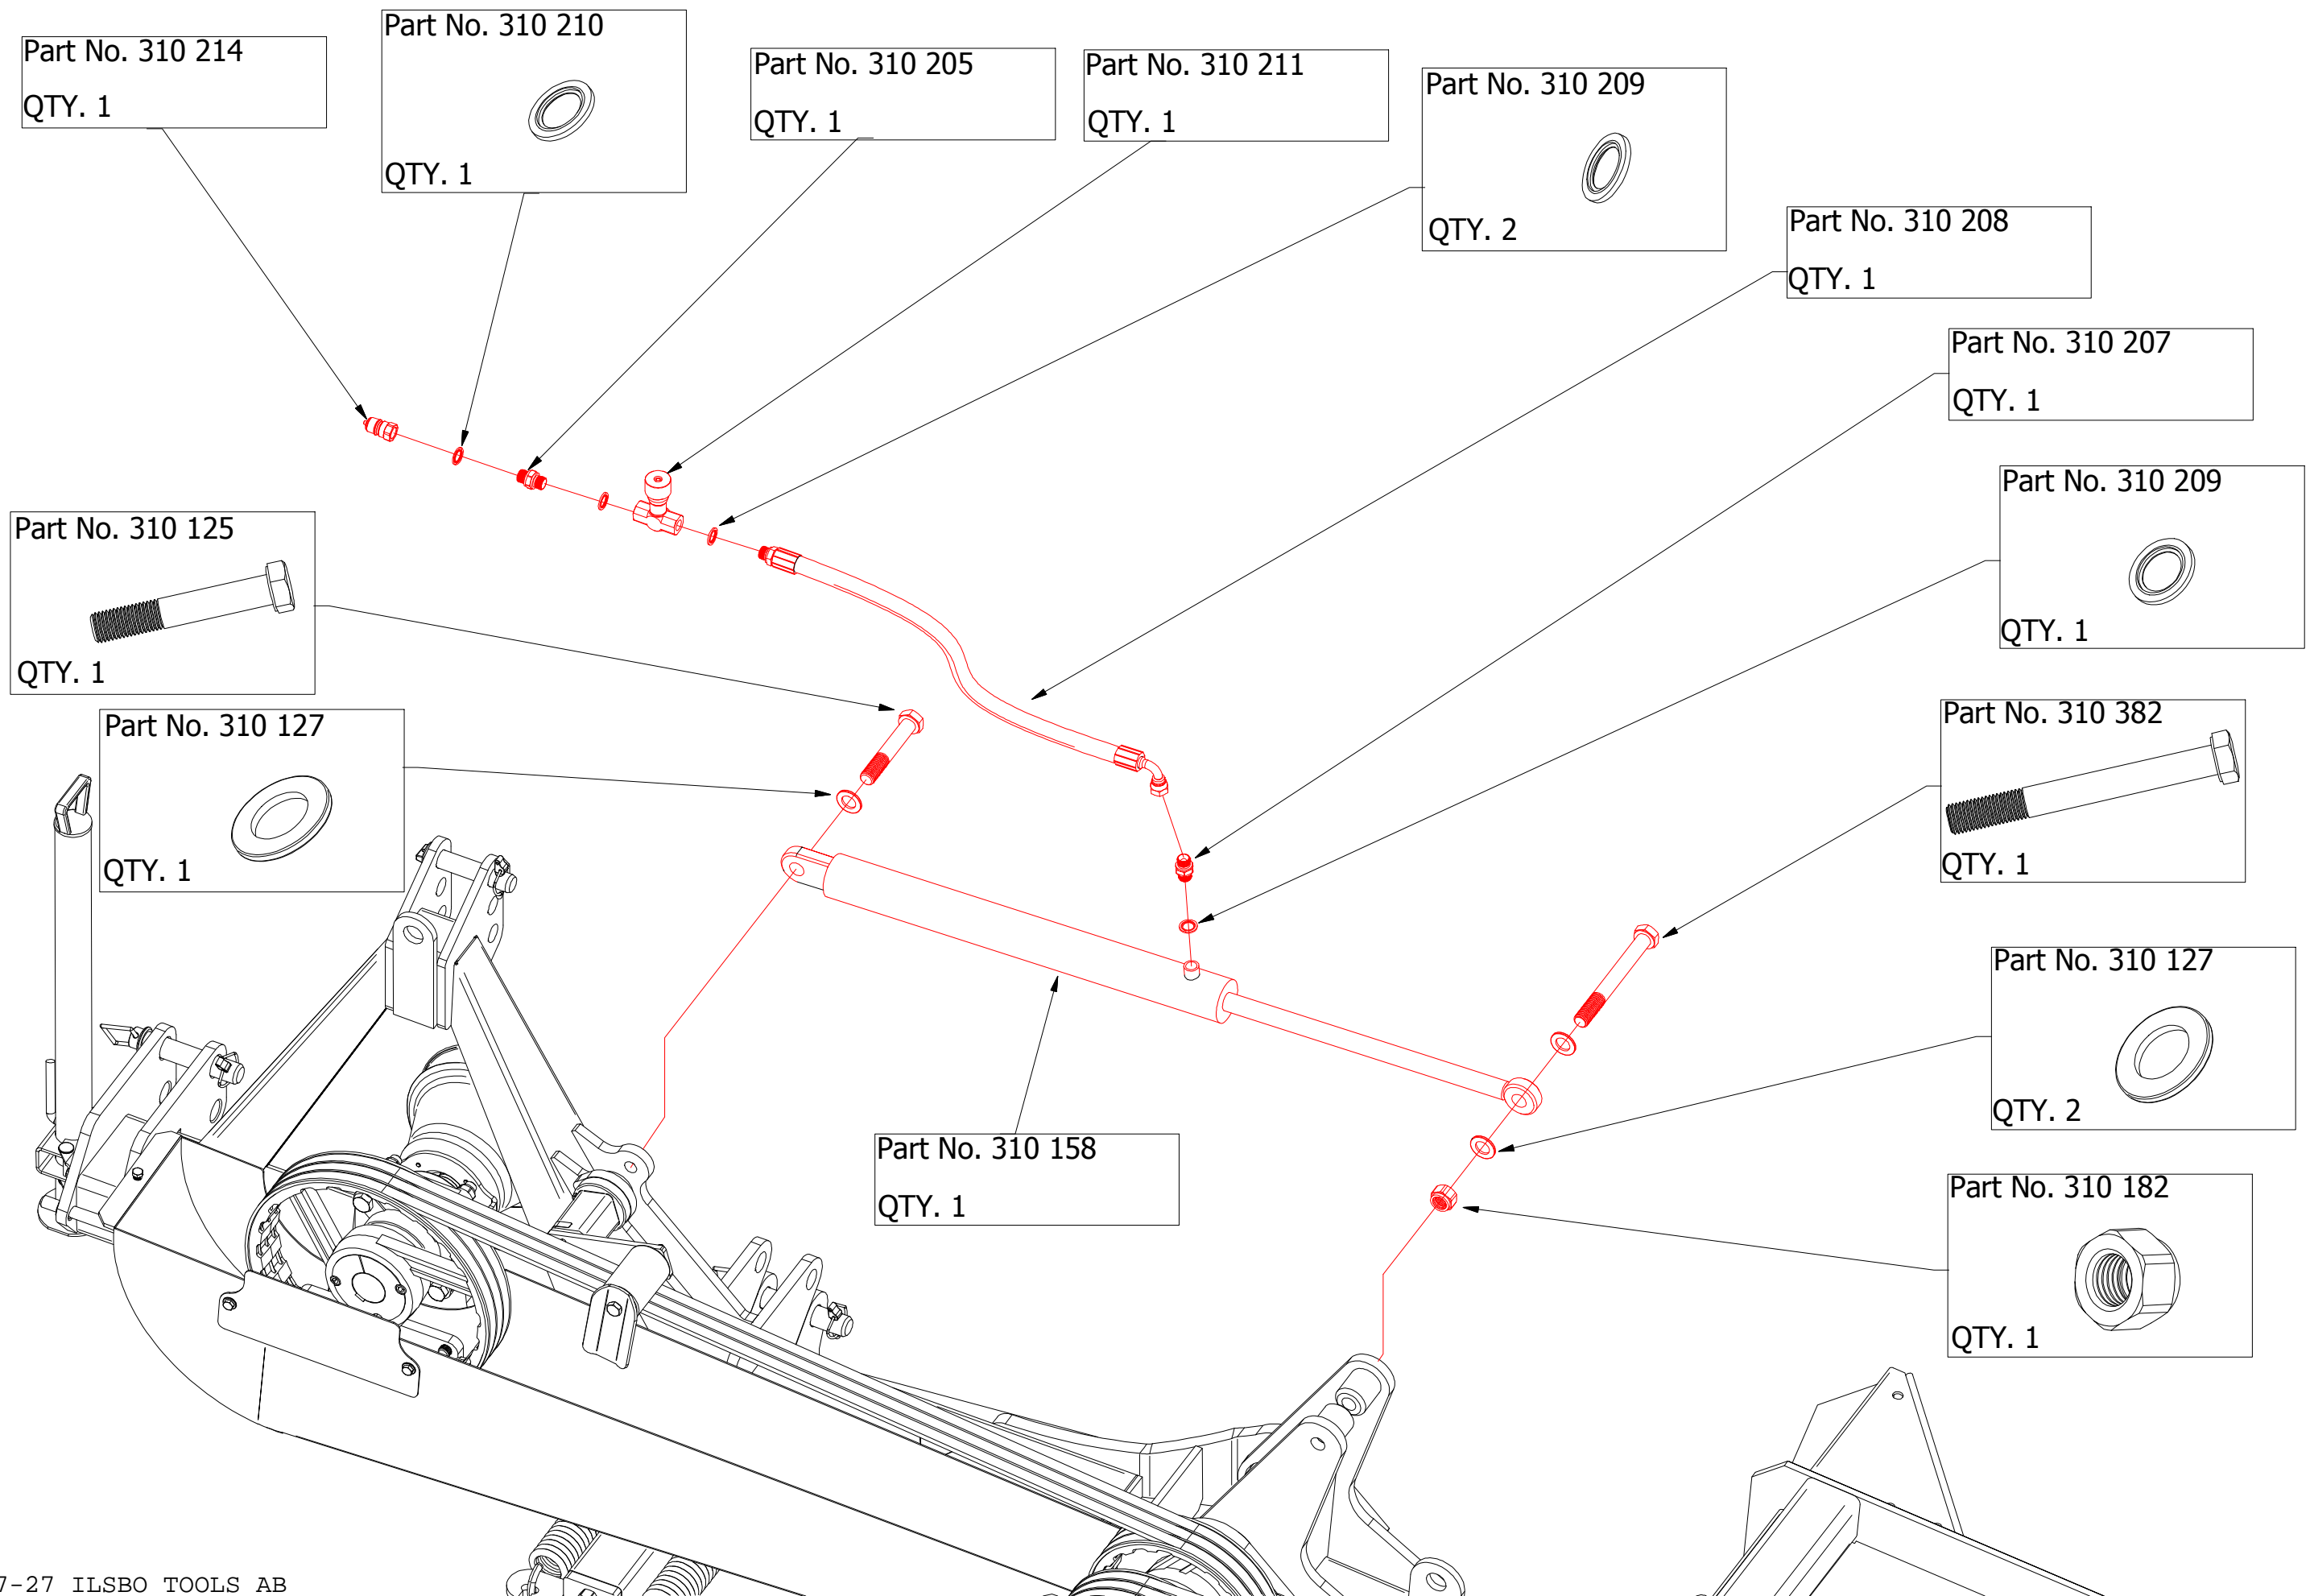 Part No. 310 214
QTY. 1
Part No. 310 210
QTY. 1
Part No. 310 205
QTY. 1
Part No. 310 211
QTY. 1
Part No. 310 209
QTY. 2
Part No. 310 208
QTY. 1
Part No. 310 207
QTY. 1
Part No. 310 209
QTY. 1
Part No. 310 125
QTY. 1
Part No. 310 127
QTY. 1
Part No. 310 382
QTY. 1
Part No. 310 127
QTY. 2
Part No. 310 158
QTY. 1
Part No. 310 182
QTY. 1
7-27 ILSBO TOOLS AB